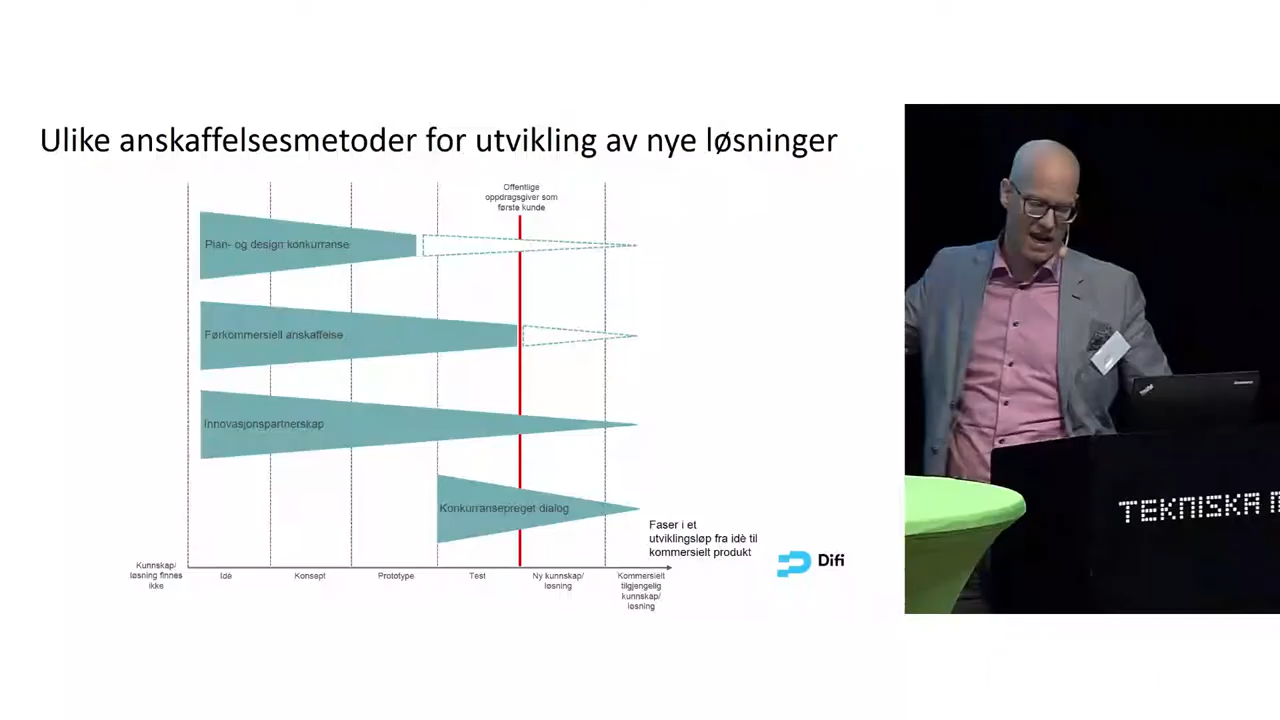 Ulike anskaffelsesmetoder for utvikling av nye løsninger
Offentlige
oppdragsgiver som
første kunde
Plan- og design konkurranse
Førkommersiell anskaffelse
Innovasjonspartnerskap
Konkurransepreget dialog
Faser i et
utviklingsløp fra idè til
kommersielt produkt
Difi
Kunnskap/
løsning finnes
ikke
Idè
Konsept
Prototype
Test
Ny kunnskap/
løsning
Kommersielt
tilgjengelig
kunnskap/
løsning
TEKNISKA